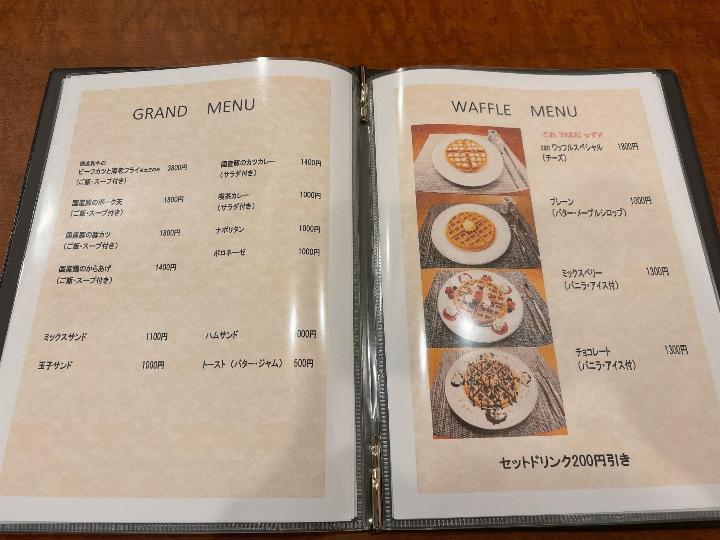 GRAND MENU
国産和牛の
ビーフカツと海老フライ 3800円
(ご飯・スープ付き)
国産豚のポーク天 1800円
(ご飯・スープ付き)
国産豚の豚カツ 1800円
(ご飯・スープ付き)
国産鶏のからあげ 1400円
(ご飯・スープ付き)
国産豚のカツカレー 1400円
(サラダ付き)
喫茶カレー 1000円
(サラダ付き)
ナポリタン 1000円
ボロネーゼ 1000円
ミックスサンド 1100円
玉子サンド 1000円
ハムサンド 000円
トースト (バター・ジャム) 500円
WAFFLE MENU
ワッフルスペシャル 1800円
(チーズ)
プレーン 1000円
(バター・メープルシロップ)
ミックスベリー 1300円
(バニラ・アイス付)
チョコレート 1300円
(バニラ・アイス付)
セットドリンク200円引き